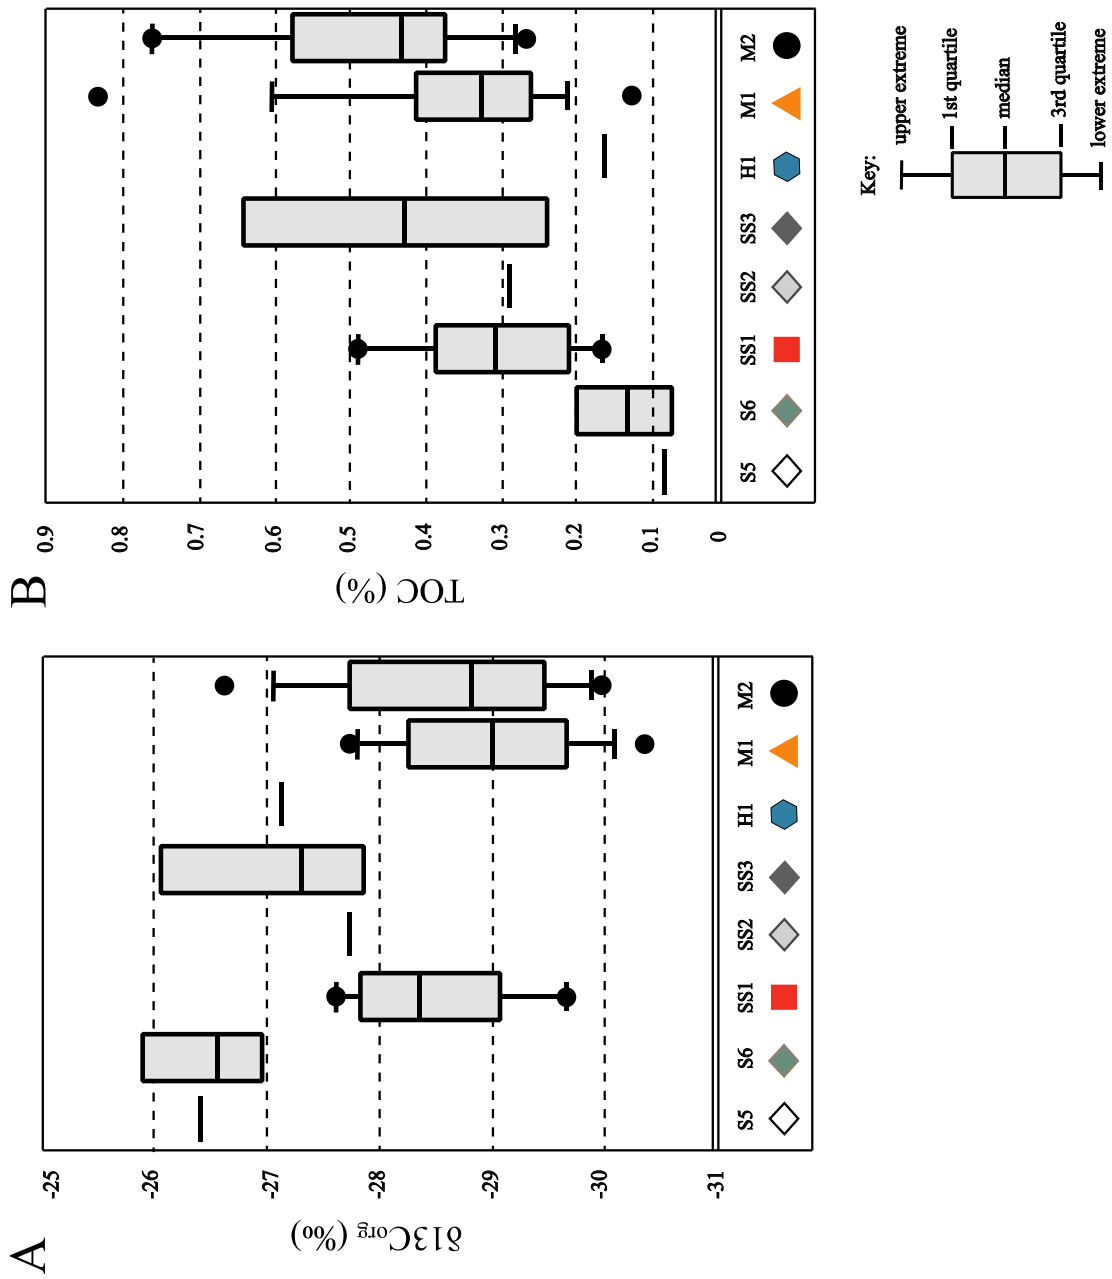 A
δ13Corg (‰)
-25
-26
-27
-28
-29
-30
-31
S5
S6
SS1
SS2
SS3
H1
M1
M2
B
TOC (%)
0.9
0.8
0.7
0.6
0.5
0.4
0.3
0.2
0.1
0
S5
S6
SS1
SS2
SS3
H1
M1
M2
Key:
upper extreme
1st quartile
median
3rd quartile
lower extreme